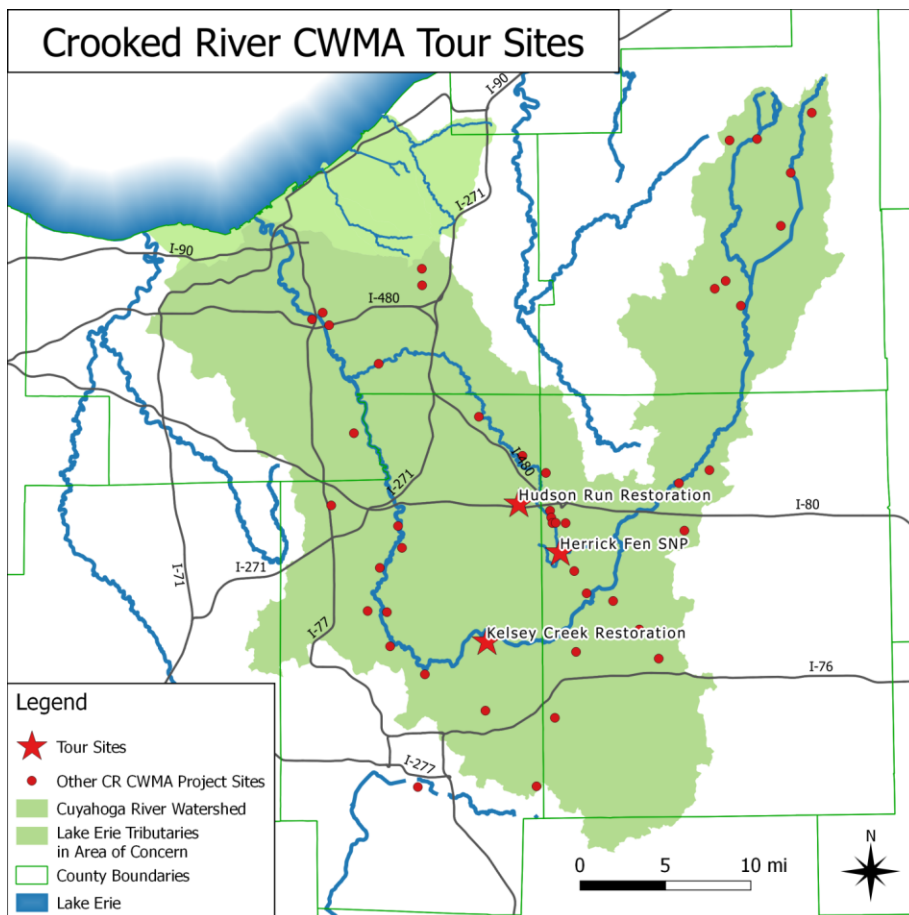 Crooked River CWMA Tour Sites
I-90
I-271
I-90
I-480
I-480
I-271
Hudson Run Restoration
I-80
Herrick Fen SNP
I-271
I-71
I-77
Kelsey Creek Restoration
I-76
I-277
Legend
Tour Sites
Other CR CWMA Project Sites
Cuyahoga River Watershed
Lake Erie Tributaries
in Area of Concern
County Boundaries
Lake Erie
N
0 5 10 mi